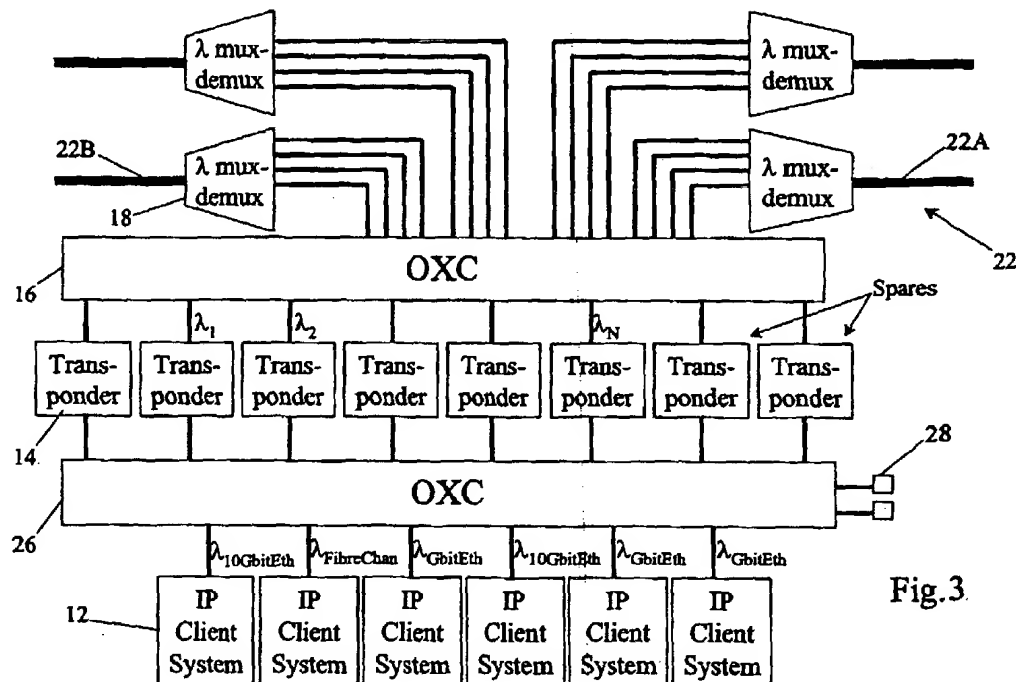 λ mux-
demux
λ mux-
demux
22B
λ mux-
demux
18
λ mux-
demux
22A
22
OXC
16
Spares
λ1
λ2
λN
Trans-
ponder
Trans-
ponder
Trans-
ponder
Trans-
ponder
Trans-
ponder
Trans-
ponder
Trans-
ponder
Trans-
ponder
14
28
OXC
26
λ10GbitEth
λFibreChan
λGbitEth
λ10GbitEth
λGbitEth
λGbitEth
12
IP
Client
System
IP
Client
System
IP
Client
System
IP
Client
System
IP
Client
System
IP
Client
System
Fig.3